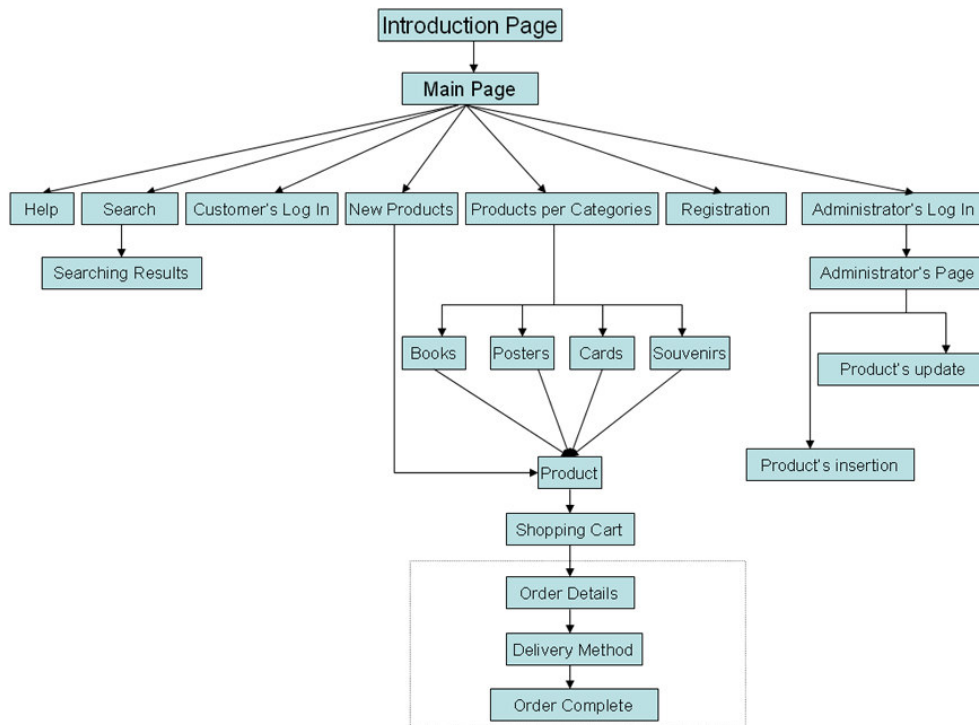 Introduction Page
Main Page
Help
Search
Customer's Log In
New Products
Products per Categories
Registration
Administrator's Log In
Searching Results
Administrator's Page
Books
Posters
Cards
Souvenirs
Product's update
Product's insertion
Product
Shopping Cart
Order Details
Delivery Method
Order Complete